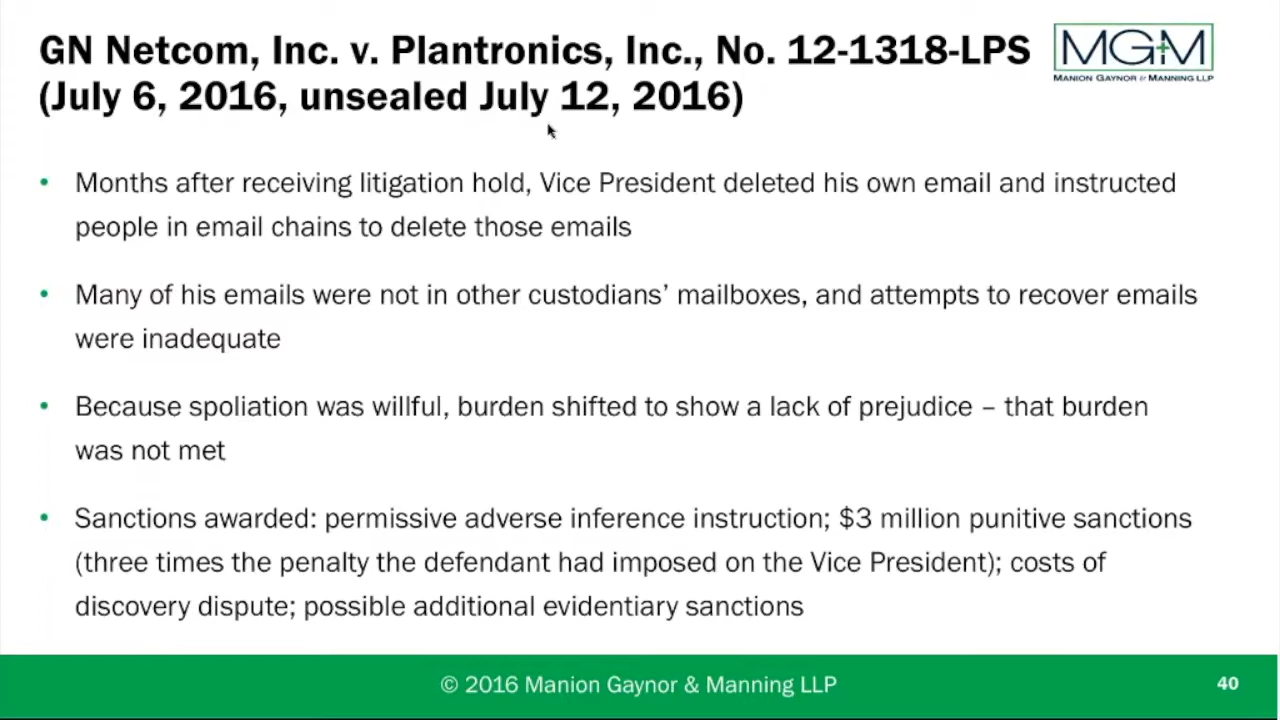 GN Netcom, Inc. v. Plantronics, Inc., No. 12-1318-LPS
(July 6, 2016, unsealed July 12, 2016)
MG+M
MANION GAYNOR & MANNING LLP
• Months after receiving litigation hold, Vice President deleted his own email and instructed
people in email chains to delete those emails
• Many of his emails were not in other custodians’ mailboxes, and attempts to recover emails
were inadequate
• Because spoliation was willful, burden shifted to show a lack of prejudice – that burden
was not met
• Sanctions awarded: permissive adverse inference instruction; $3 million punitive sanctions
(three times the penalty the defendant had imposed on the Vice President); costs of
discovery dispute; possible additional evidentiary sanctions
© 2016 Manion Gaynor & Manning LLP
40